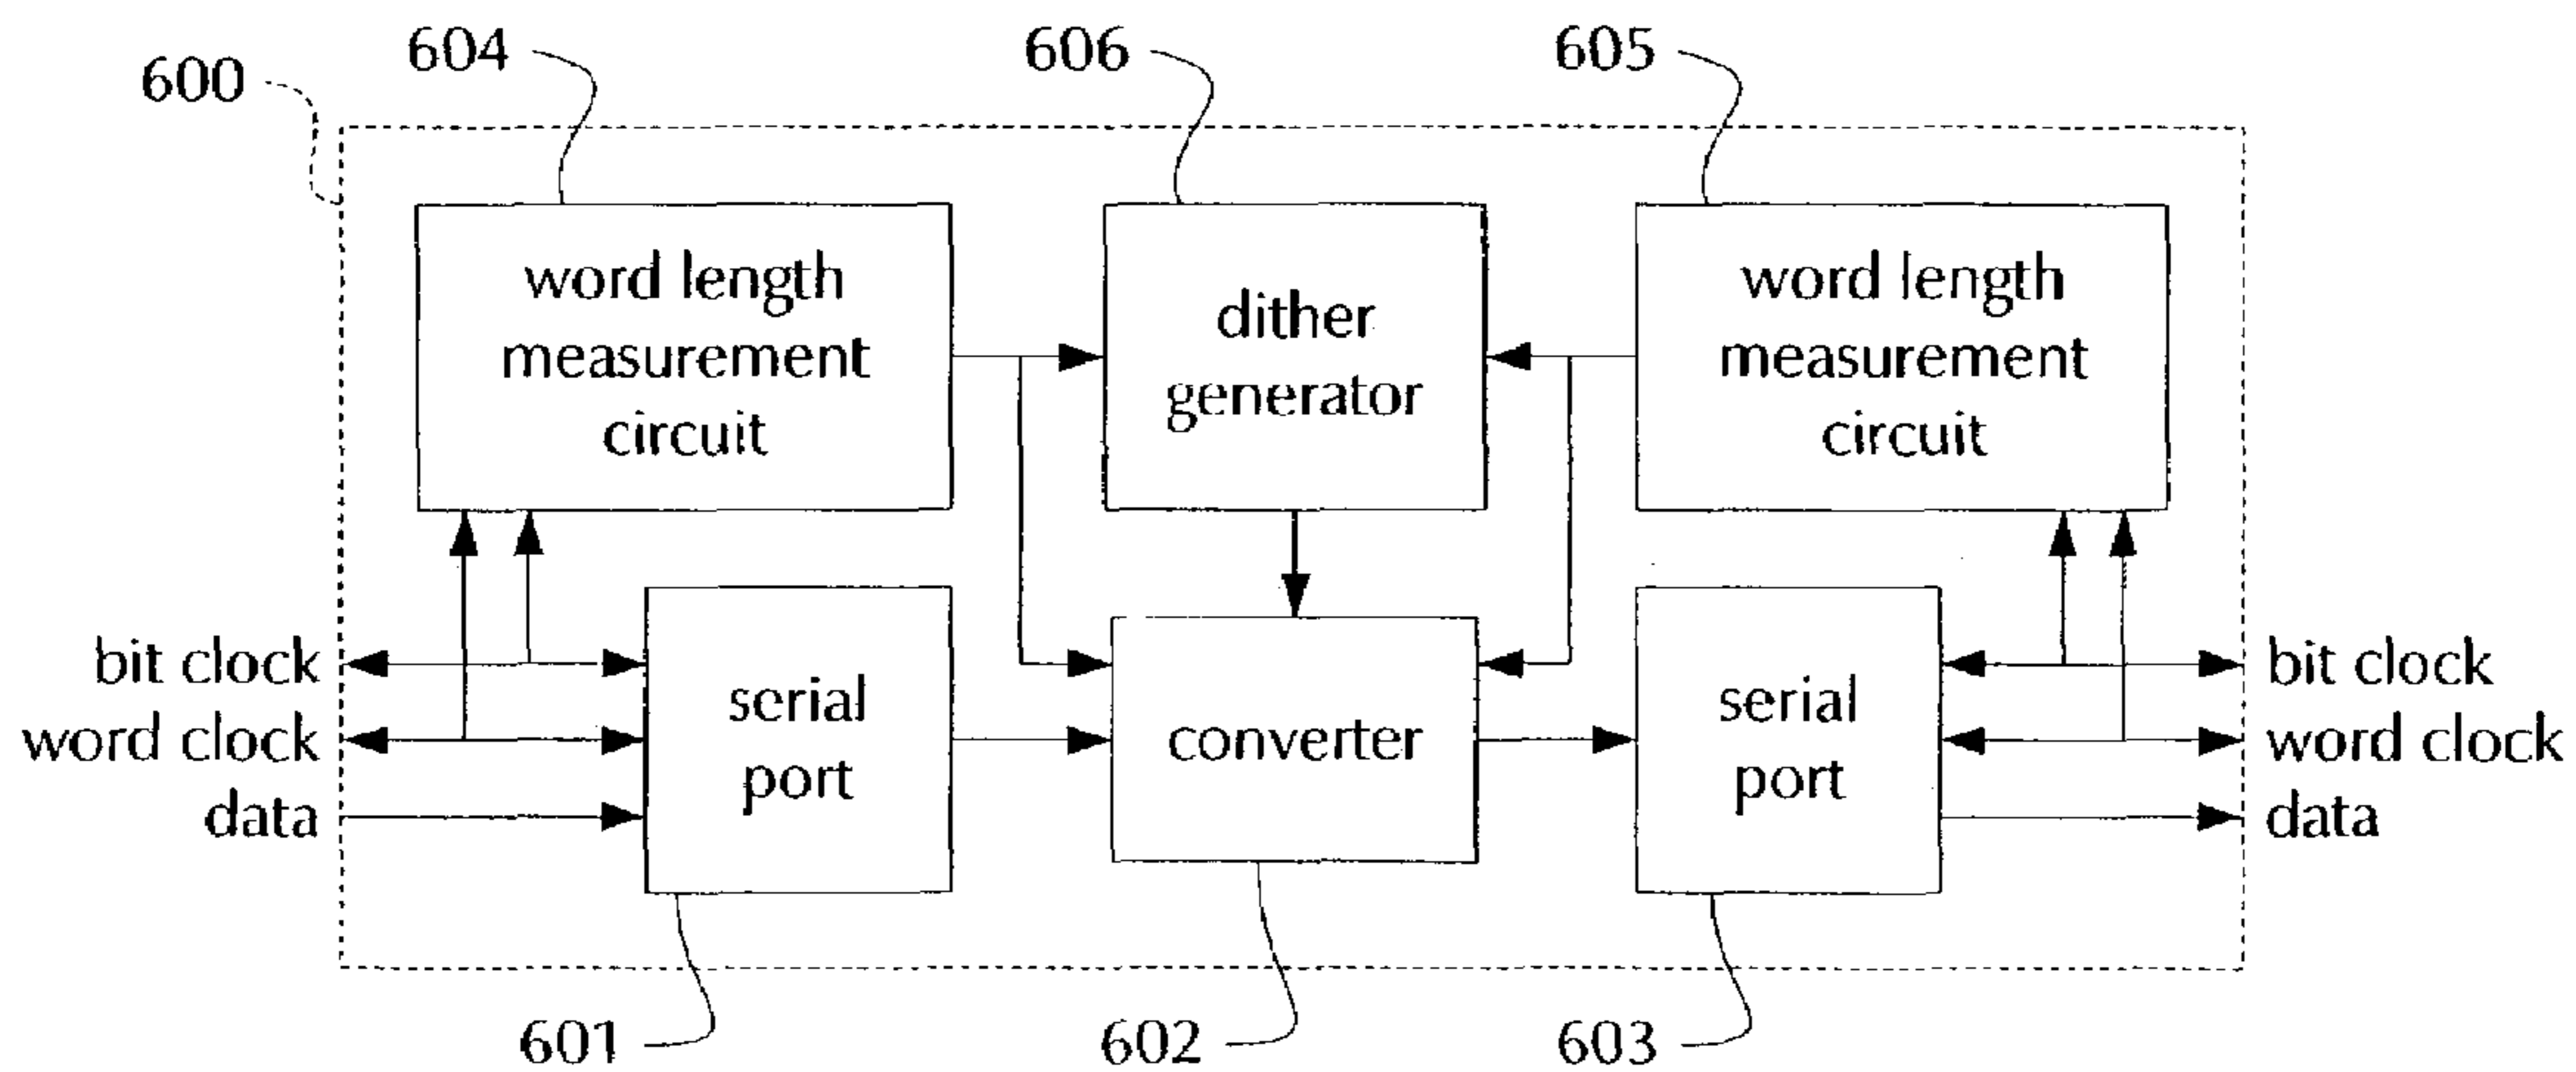 604
606
605
600
word length
measurement
circuit
dither
generator
word length
measurement
circuit
bit clock
word clock
data
serial
port
converter
serial
port
bit clock
word clock
data
601
602
603